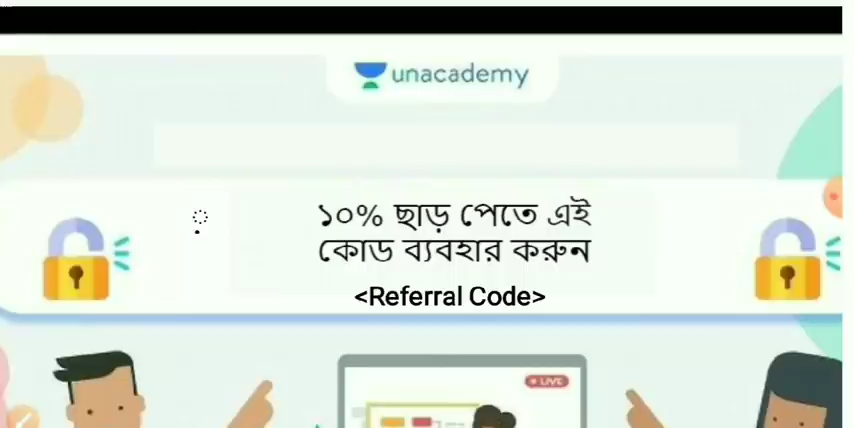 unacademy
১০% ছাড় পেতে এই
কোড ব্যবহার করুন
<Referral Code>
LIVE